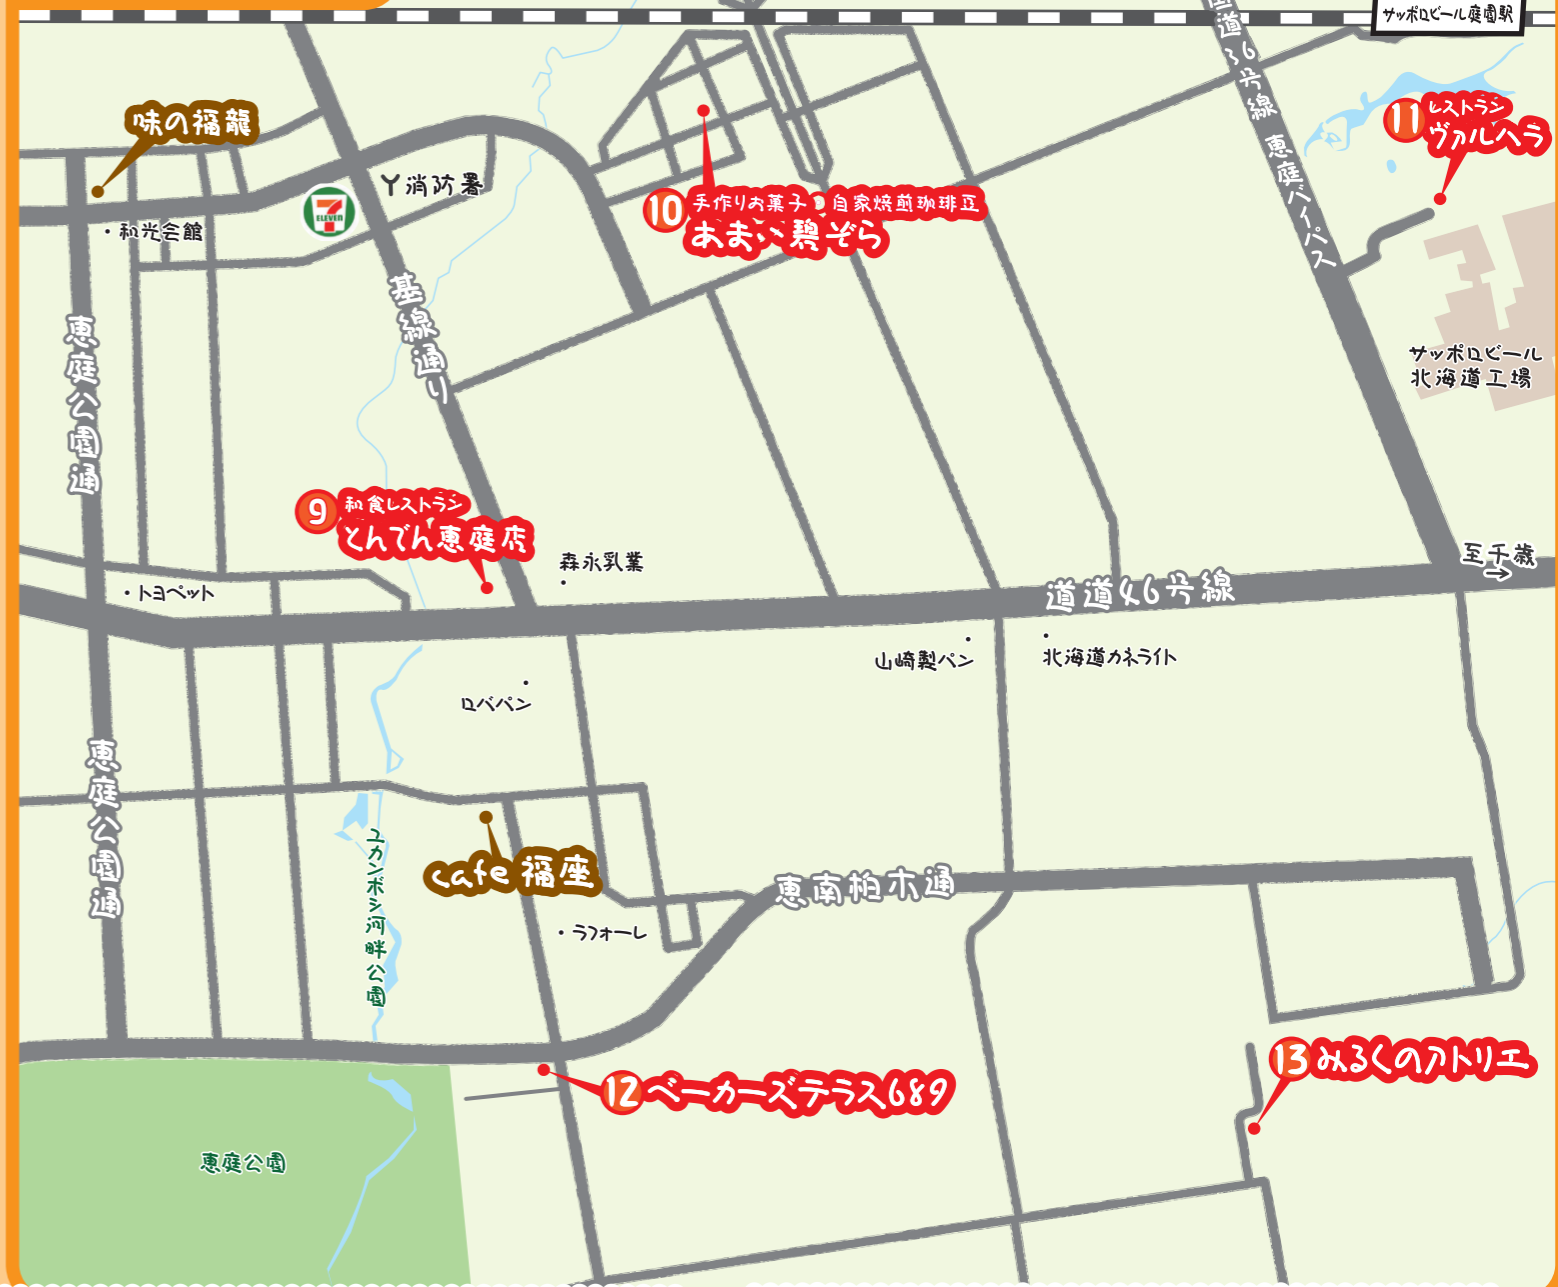 サッポロビール庭園駅
国道36号線 恵庭バイパス
味の福龍
11 レストラン
ヴァルハラ
Y消防署
・和光会館
7
ELEVEN
10 手作りお菓子・自家焙煎珈琲豆
あまい碧ぞら
基線通り
恵庭公園通
サッポロビール
北海道工場
9 和食レストラン
とんでん恵庭店
森永乳業
至千歳
→
・トヨペット
道道46号線
山崎製パン
北海道カネライト
ロバパン
恵庭公園通
ユカンボシ河畔公園
cafe 福座
恵南柏木通
・ラフォーレ
13 みるくのアトリエ
12 ベーカーズテラス689
恵庭公園